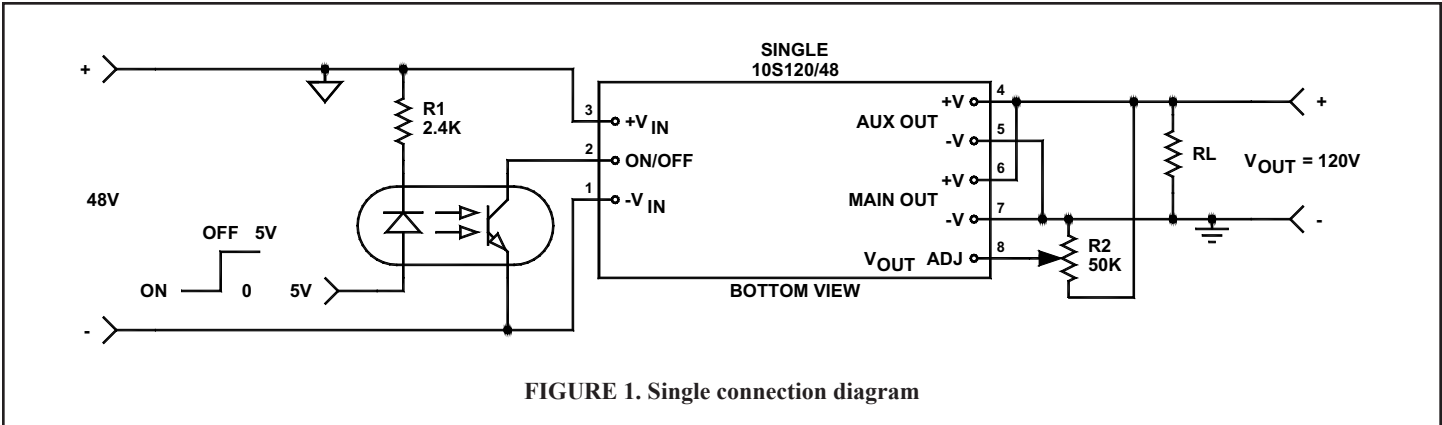 SINGLE
10S120/48
+
R1
2.4K
3
+V IN
2
ON/OFF
1
-V IN
48V
OFF 5V
ON 0 5V
-
4
+V
AUX OUT
5
-V
6
+V
MAIN OUT
7
-V
8
VOUT ADJ
BOTTOM VIEW
R2
50K
RL
+
VOUT = 120V
-
FIGURE 1. Single connection diagram